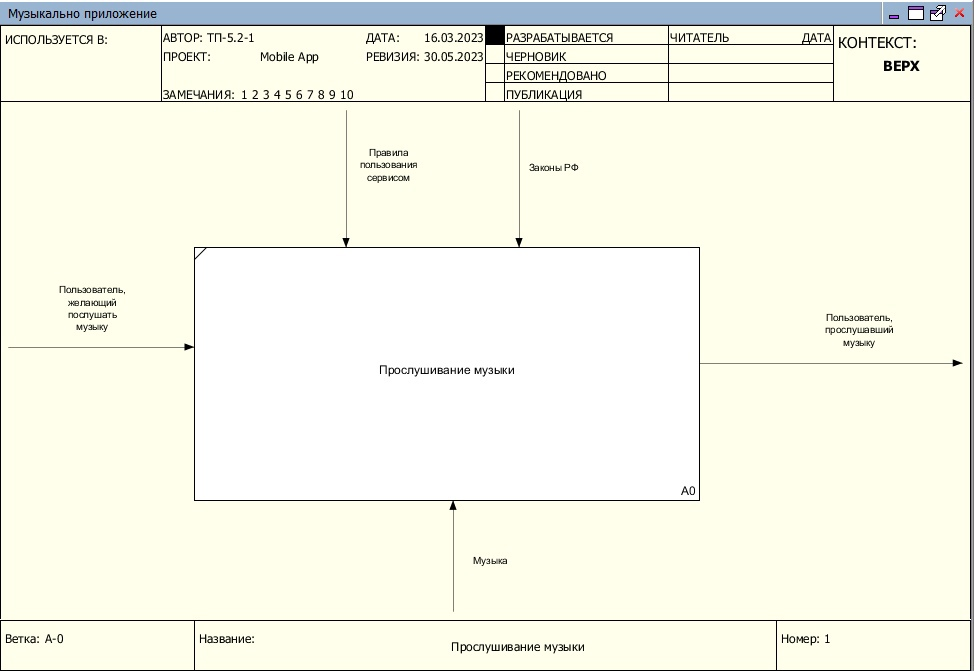 Музыкально приложение
ИСПОЛЬЗУЕТСЯ В:
АВТОР: ТП-5.2-1
ДАТА: 16.03.2023
ПРОЕКТ: Mobile App
РЕВИЗИЯ: 30.05.2023
ЗАМЕЧАНИЯ: 1 2 3 4 5 6 7 8 9 10
РАЗРАБАТЫВАЕТСЯ
ЧЕРНОВИК
РЕКОМЕНДОВАНО
ПУБЛИКАЦИЯ
ЧИТАТЕЛЬ
ДАТА
КОНТЕКСТ:
ВЕРХ
Правила
пользования
сервисом
Законы РФ
Пользователь,
желающий
послушать
музыку
Прослушивание музыки
A0
Пользователь,
прослушавший
музыку
Музыка
Ветка: A-0
Название:
Прослушивание музыки
Номер: 1